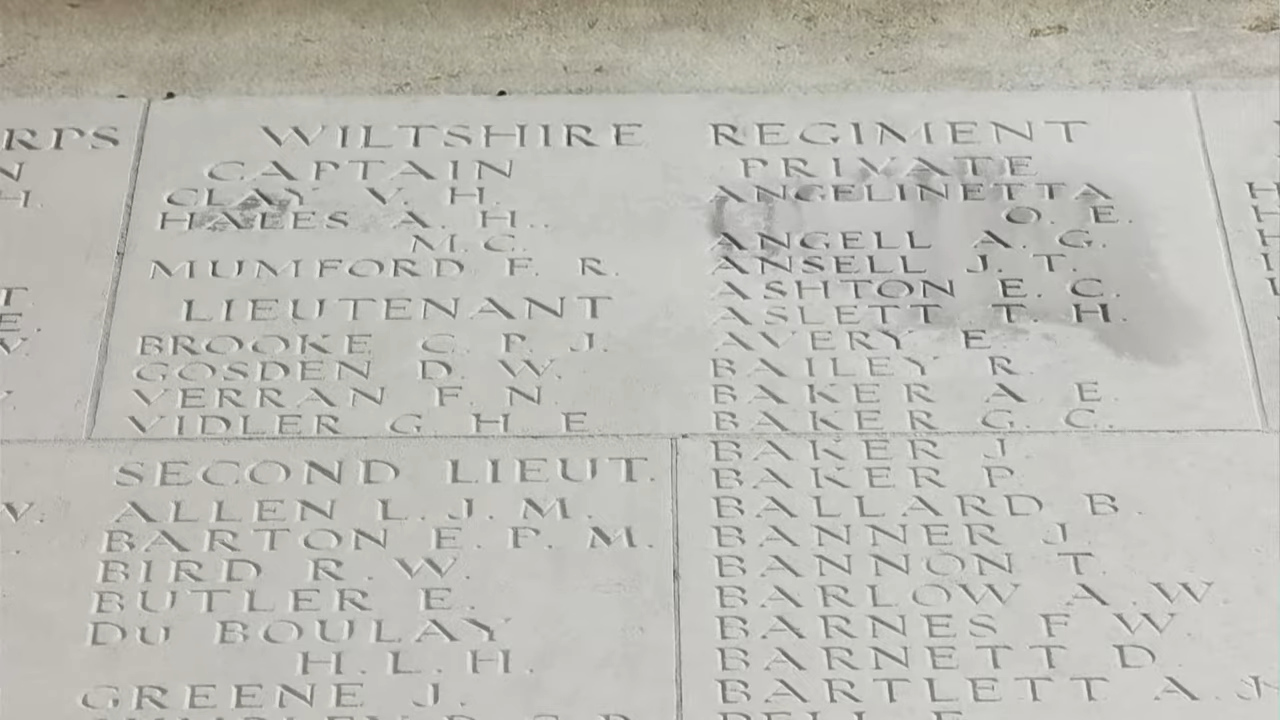 RPS
WILTSHIRE REGIMENT
CAPTAIN
CLAY V. H.
HALES A. H.,
M.C.
MUMFORD F. R.
LIEUTENANT
BROOKE C. P. J.
GOSDEN D. W.
VERRAN F. N.
VIDLER G. H. E.
SECOND LIEUT.
ALLEN L. J. M.
BARTON E. P. M.
BIRD R. W.
BUTLER E.
DU BOULAY
H. L. H.
GREENE J.
PRIVATE
ANGELINETTA
O. E.
ANGELL A. G.
ANSELL J. T.
ASHTON E. C.
ASLETT T. H.
AVERY E.
BAILEY R.
BAKER A. E.
BAKER G. C.
BAKER J.
BAKER P.
BALLARD B.
BANNER J.
BANNON T.
BARLOW A. W.
BARNES F. W.
BARNETT D.
BARTLETT A. J.